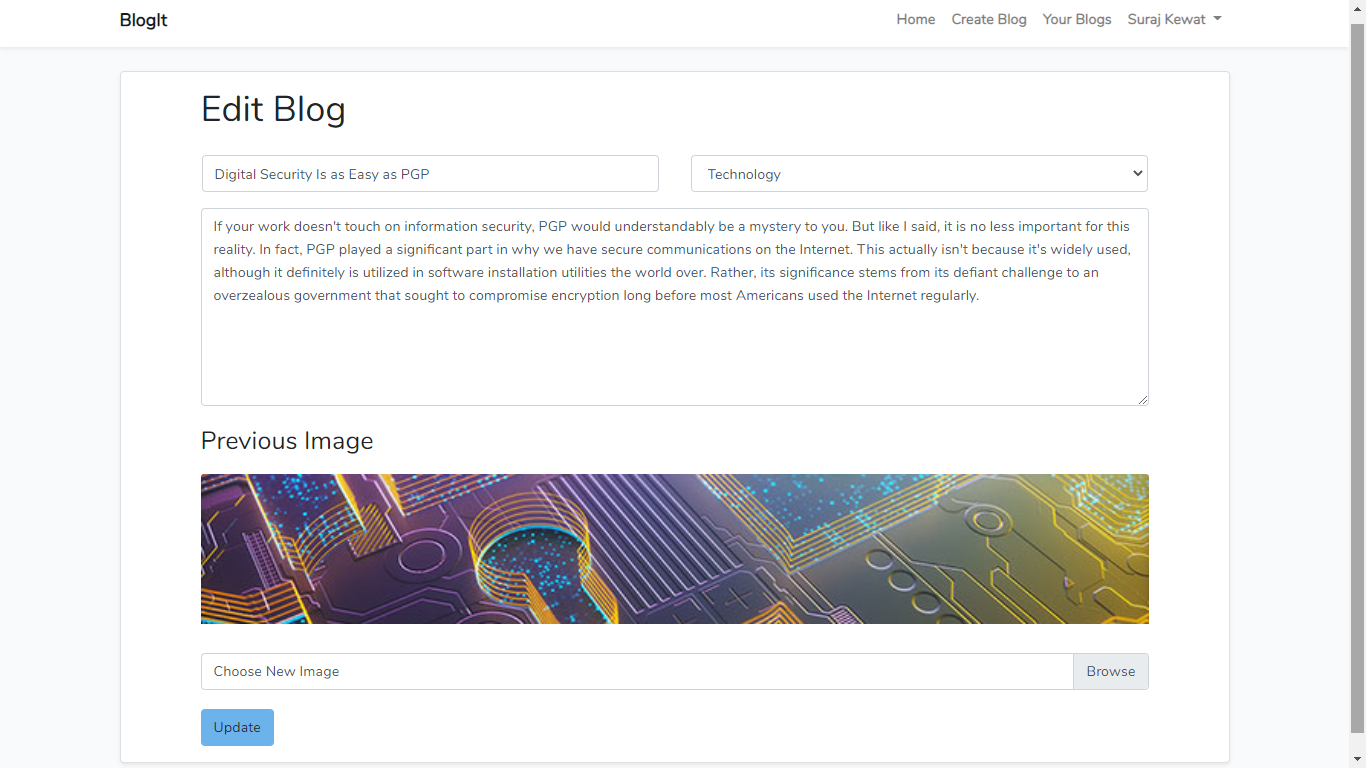 BlogIt
Home Create Blog Your Blogs Suraj Kewat
Edit Blog
Digital Security Is as Easy as PGP
Technology
If your work doesn't touch on information security, PGP would understandably be a mystery to you. But like I said, it is no less important for this
reality. In fact, PGP played a significant part in why we have secure communications on the Internet. This actually isn't because it's widely used,
although it definitely is utilized in software installation utilities the world over. Rather, its significance stems from its defiant challenge to an
overzealous government that sought to compromise encryption long before most Americans used the Internet regularly.
Previous Image
Choose New Image
Browse
Update